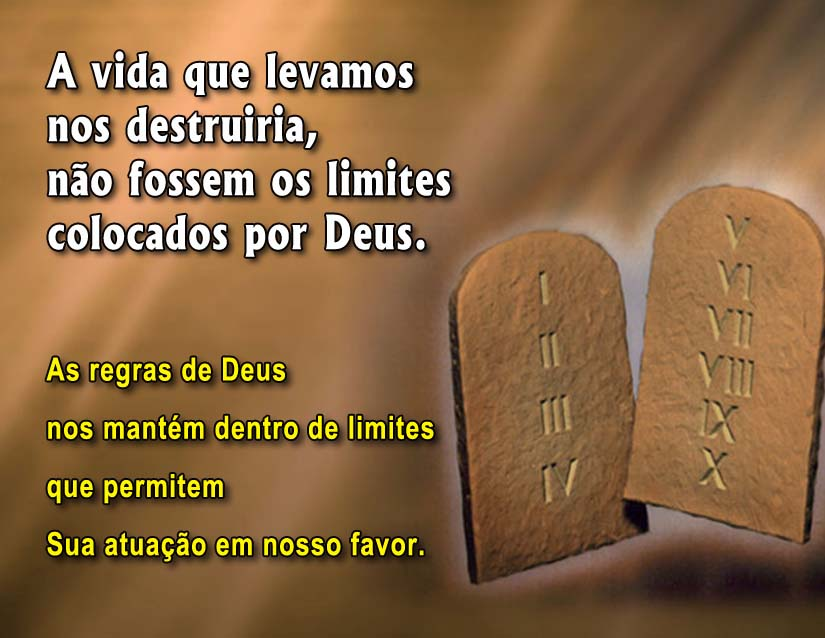 A vida que levamos
nos destruiria,
não fossem os limites
colocados por Deus.
As regras de Deus
nos mantém dentro de limites
que permitem
Sua atuação em nosso favor.
I
II
III
IV
V
VI
VII
VIII
IX
X